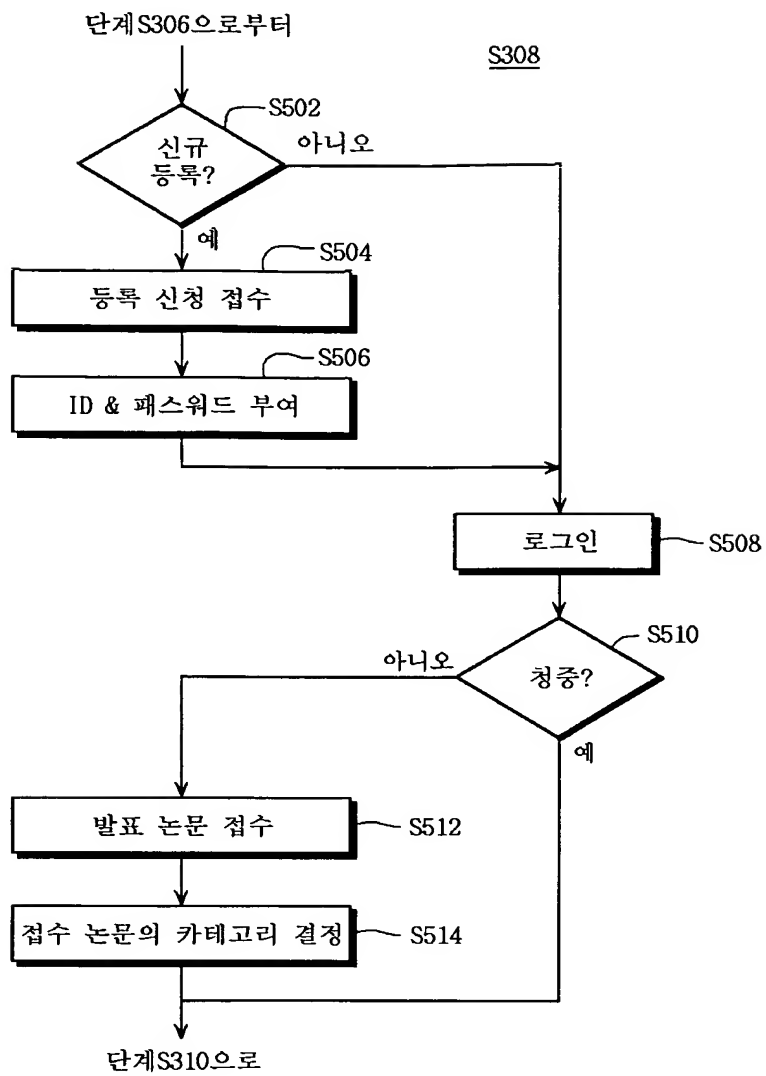 단계S306으로부터
S308
S502
신규
등록?
아니오
예
S504
등록 신청 접수
S506
ID & 패스워드 부여
로그인
S508
S510
아니오
청중?
예
발표 논문 접수
S512
접수 논문의 카테고리 결정
S514
단계S310으로